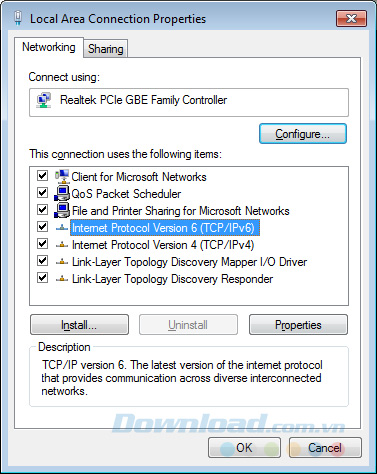 Local Area Connection Properties
Networking Sharing
Connect using:
Realtek PCIe GBE Family Controller
Configure...
This connection uses the following items:
Client for Microsoft Networks
QoS Packet Scheduler
File and Printer Sharing for Microsoft Networks
Internet Protocol Version 6 (TCP/IPv6)
Internet Protocol Version 4 (TCP/IPv4)
Link-Layer Topology Discovery Mapper I/O Driver
Link-Layer Topology Discovery Responder
Install... Uninstall Properties
Description
TCP/IP version 6. The latest version of the internet protocol
that provides communication across diverse interconnected
networks.
Download.com.vn
OK Cancel